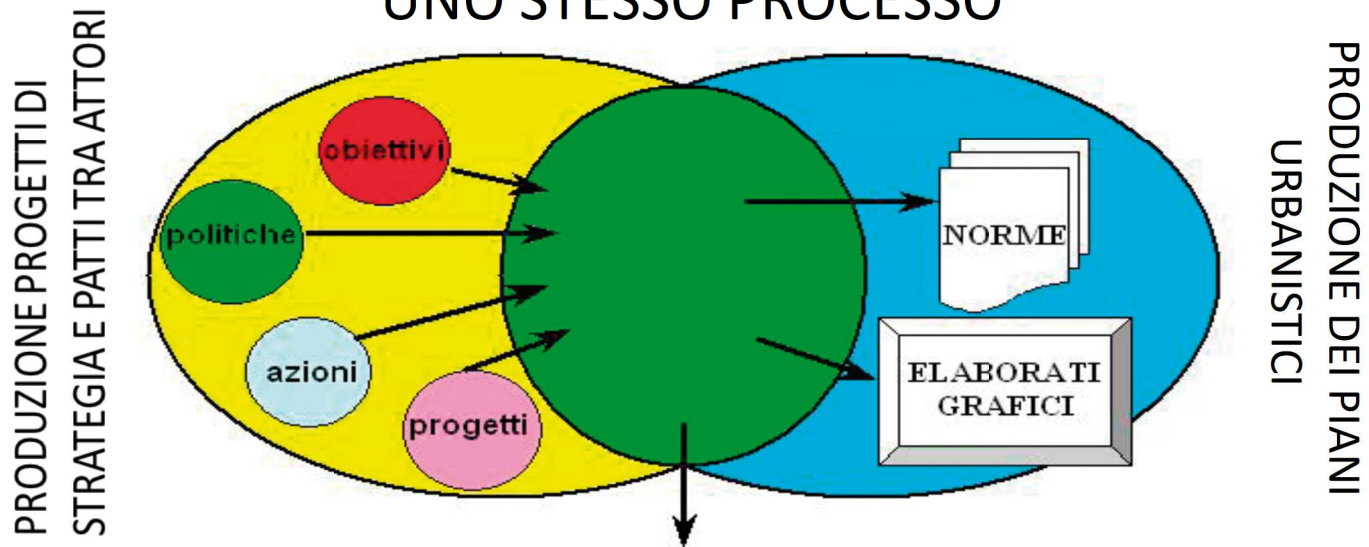 UNO STESSO PROCESSO
PRODUZIONE PROGETTI DI
STRATEGIA E PATTI TRA ATTORI
obiettivi
politiche
azioni
progetti
NORME
ELABORATI
GRAFICI
PRODUZIONE DEI PIANI
URBANISTICI